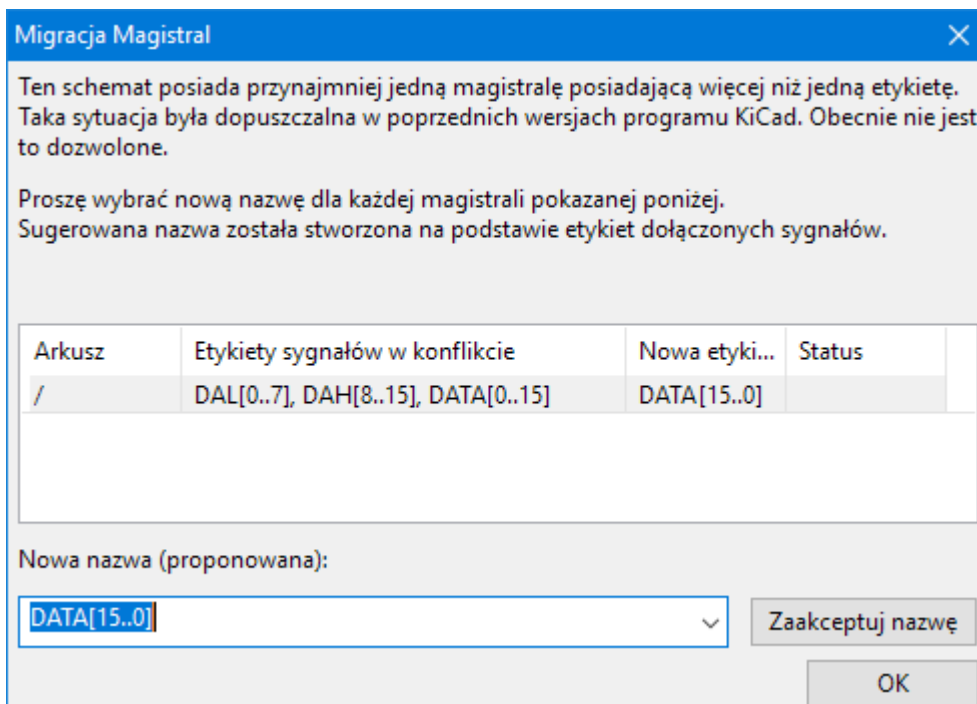 Migracja Magistral
Ten schemat posiada przynajmniej jedną magistralę posiadającą więcej niż jedną etykietę.
Taka sytuacja była dopuszczalna w poprzednich wersjach programu KiCad. Obecnie nie jest
to dozwolone.
Proszę wybrać nową nazwę dla każdej magistrali pokazanej poniżej.
Sugerowana nazwa została stworzona na podstawie etykiet dołączonych sygnałów.
Arkusz Etykiety sygnałów w konflikcie Nowa etyki... Status
/ DAL[0..7], DAH[8..15], DATA[0..15] DATA[15..0]
Nowa nazwa (proponowana):
DATA[15..0] Zaakceptuj nazwę
OK